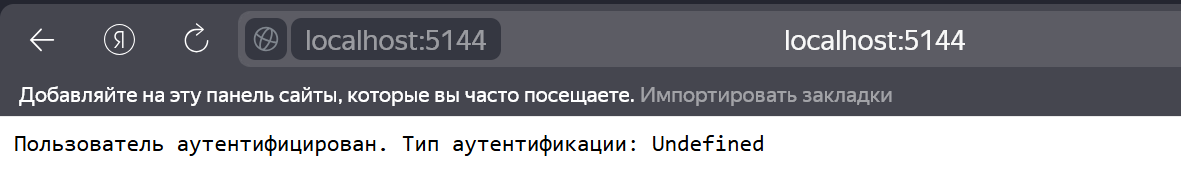 Я localhost:5144 localhost:5144
Добавляйте на эту панель сайты, которые вы часто посещаете. Импортировать закладки
Пользователь аутентифицирован. Тип аутентификации: Undefined